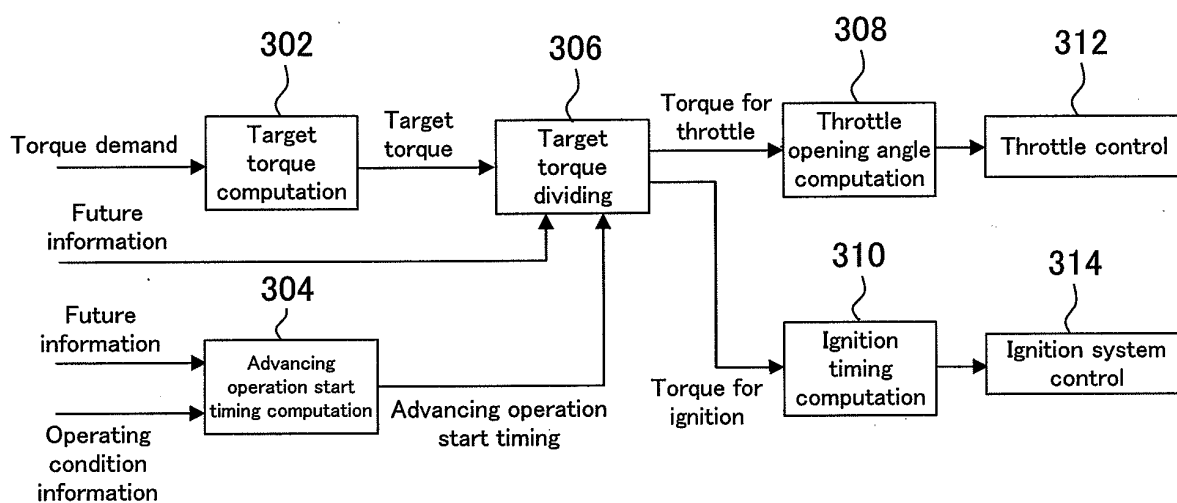 302
306
308
312
Torque demand
Target
torque
computation
Target
torque
Target
torque
dividing
Torque for
throttle
Throttle
opening angle
computation
Throttle control
Future
information
304
Future
information
Advancing
operation start
timing computation
Operating
condition
information
Advancing operation
start timing
310
314
Torque for
ignition
Ignition
timing
computation
Ignition system
control